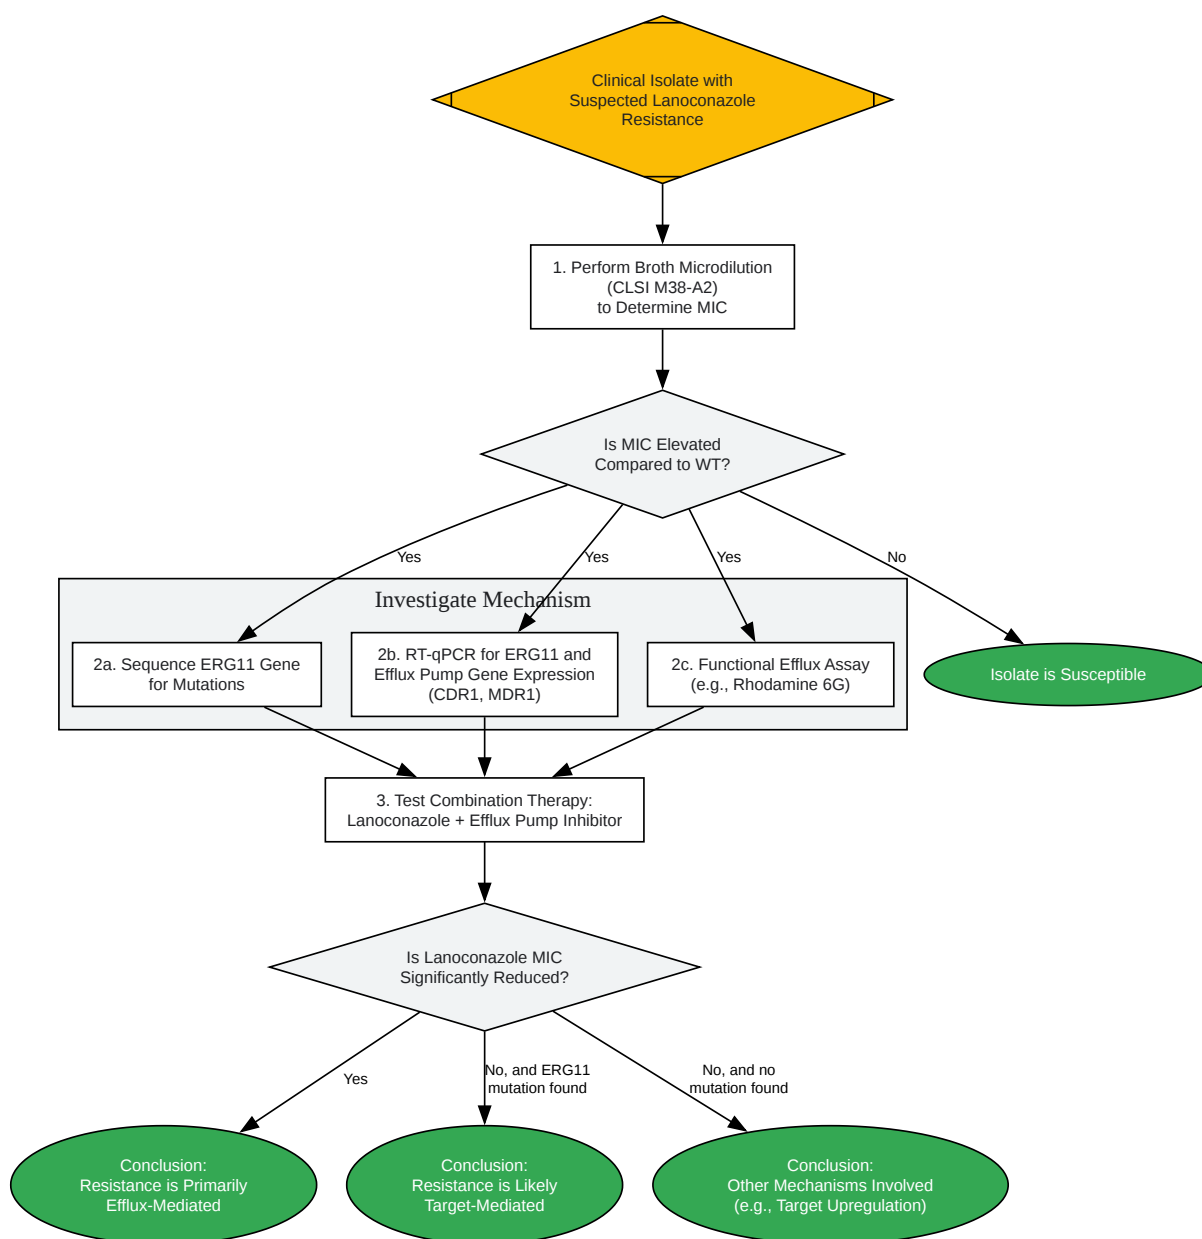 Clinical Isolate with
Suspected Lanoconazole
Resistance
1. Perform Broth Microdilution
(CLSI M38-A2)
to Determine MIC
Is MIC Elevated
Compared to WT?
Yes
Yes
Yes
No
Investigate Mechanism
2a. Sequence ERG11 Gene
for Mutations
2b. RT-qPCR for ERG11 and
Efflux Pump Gene Expression
(CDR1, MDR1)
2c. Functional Efflux Assay
(e.g., Rhodamine 6G)
Isolate is Susceptible
3. Test Combination Therapy:
Lanoconazole + Efflux Pump Inhibitor
Is Lanoconazole MIC
Significantly Reduced?
Yes
No, and ERG11
mutation found
No, and no
mutation found
Conclusion:
Resistance is Primarily
Efflux-Mediated
Conclusion:
Resistance is Likely
Target-Mediated
Conclusion:
Other Mechanisms Involved
(e.g., Target Upregulation)